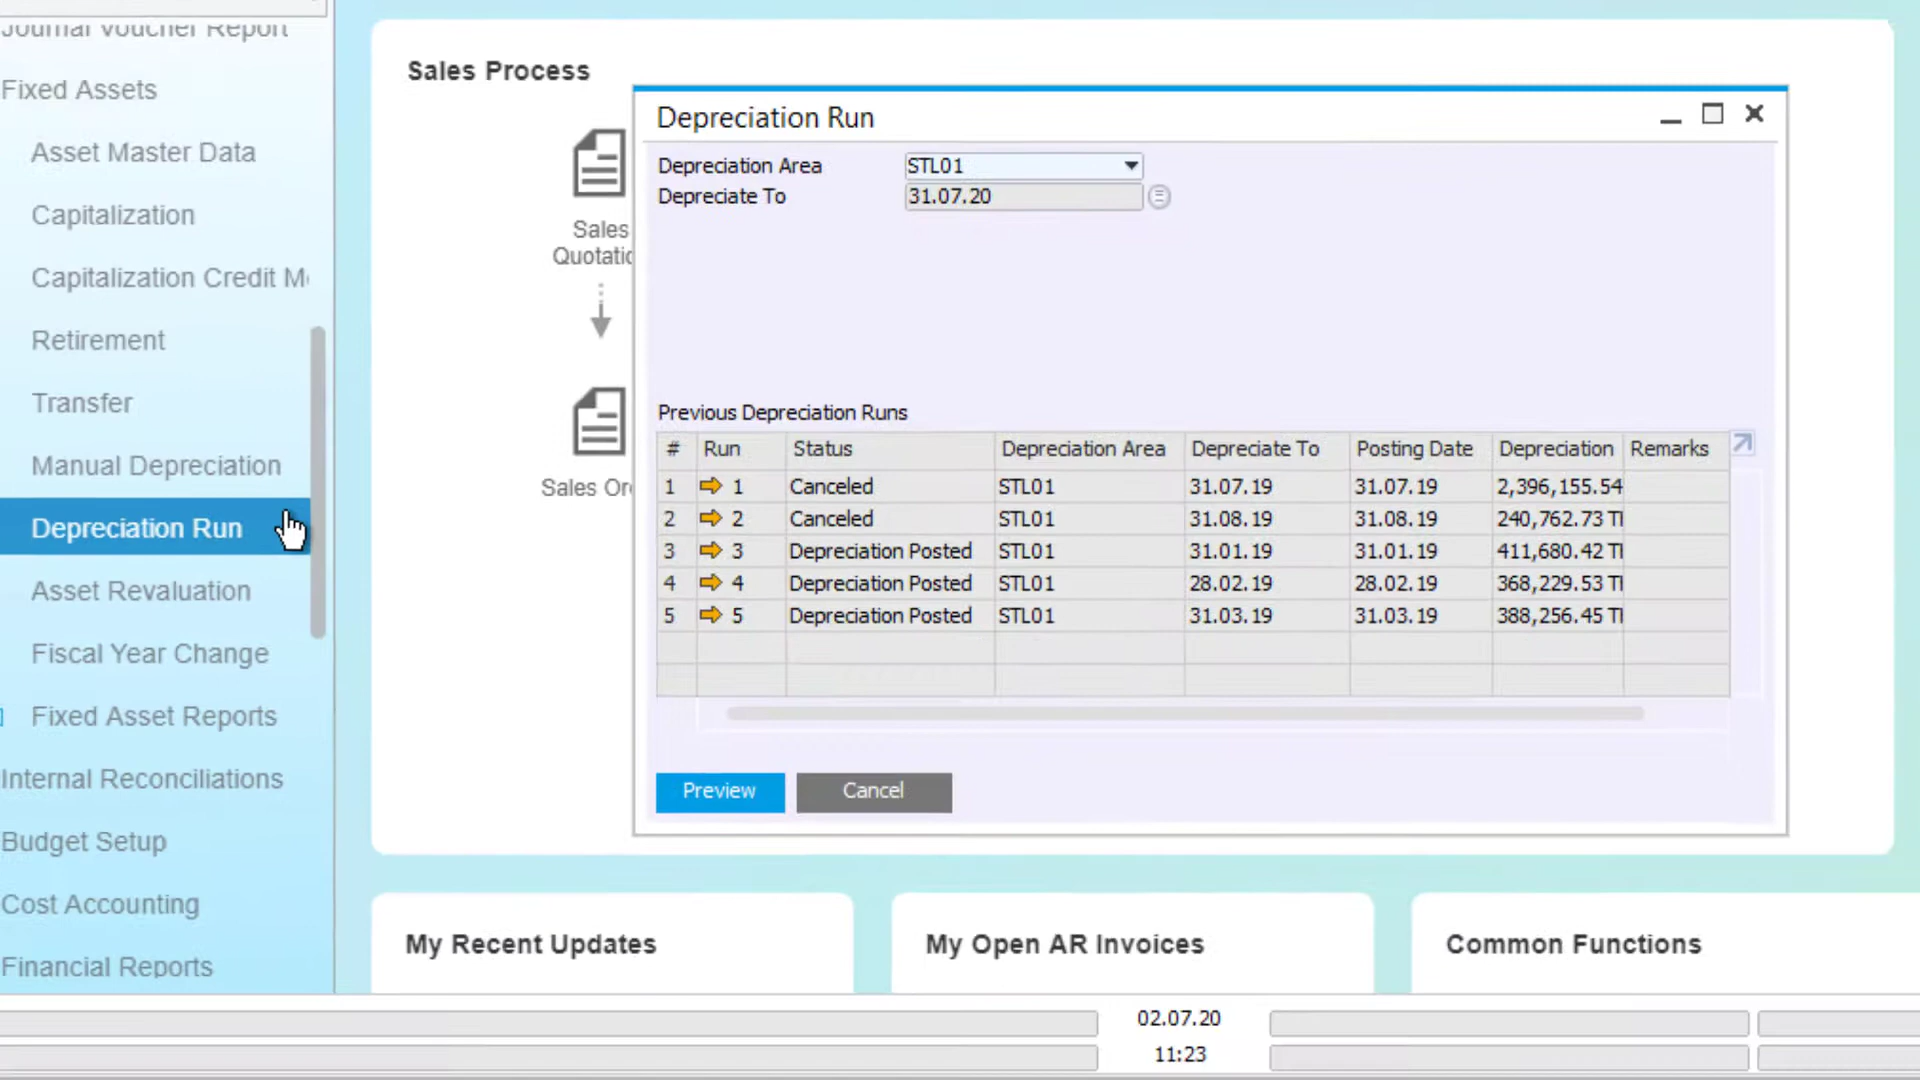 Journal Voucher Report
Fixed Assets
Asset Master Data
Capitalization
Capitalization Credit
Retirement
Transfer
Manual Depreciation
Depreciation Run
Asset Revaluation
Fiscal Year Change
Fixed Asset Reports
Internal Reconciliations
Budget Setup
Cost Accounting
Financial Reports
Sales Process
Sales
Sales
Depreciation Run
Depreciation Area STL01
Depreciate To 31.07.20
Previous Depreciation Runs
# Run Status Depreciation Area Depreciate To Posting Date Depreciation Remarks
1 1 Canceled STL01 31.07.19 31.07.19 2,396,155.54
2 2 Canceled STL01 31.08.19 31.08.19 240,762.73
3 3 Depreciation Posted STL01 31.01.19 31.01.19 411,680.42
4 4 Depreciation Posted STL01 28.02.19 28.02.19 368,229.53
5 5 Depreciation Posted STL01 31.03.19 31.03.19 388,256.45
Preview Cancel
My Recent Updates
My Open AR Invoices
Common Functions
02.07.20
11:23